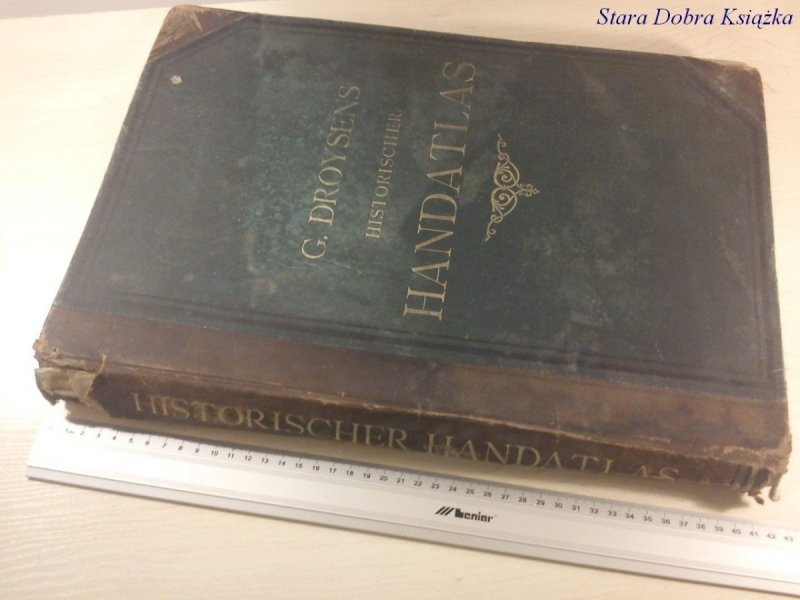 Stara Dobra Książka
G. DROYSENS
HISTORISCHER
HANDATLAS
HISTORISCHER HANDATLAS
1 2 3 4 5 6 7 8 9 10 11 12 13 14 15 16 17 18 19 20 21 22 23 24 25 26 27 28 29 30 31 32 33 34 35 36 37 38 39 40 41 42 43
leniar